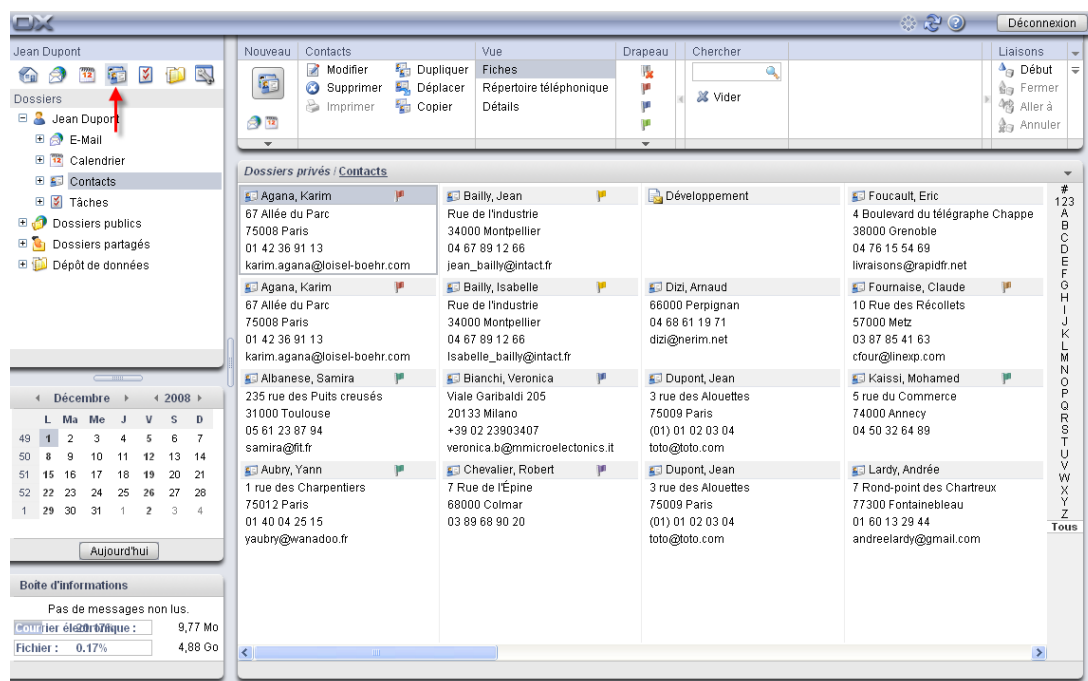 OX
Déconnexion
Jean Dupont
Dossiers
Jean Dupont
E-Mail
Calendrier
Contacts
Tâches
Dossiers publics
Dossiers partagés
Dépôt de données
Décembre 2008
L Ma Me J V S D
49 1 2 3 4 5 6 7
50 8 9 10 11 12 13 14
51 15 16 17 18 19 20 21
52 22 23 24 25 26 27 28
1 29 30 31 1 2 3 4
Aujourd'hui
Boîte d'informations
Pas de messages non lus.
Courrier électronique : 9,77 Mo
Fichier : 0.17% 4,88 Go
Nouveau
Contacts
Modifier
Supprimer
Imprimer
Dupliquer
Déplacer
Copier
Vue
Fiches
Répertoire téléphonique
Détails
Drapeau
Chercher
Vider
Liaisons
Début
Fermer
Aller à
Annuler
Dossiers privés / Contacts
Agana, Karim
67 Allée du Parc
75008 Paris
01 42 36 91 13
karim.agana@loisel-boehr.com
Agana, Karim
67 Allée du Parc
75008 Paris
01 42 36 91 13
karim.agana@loisel-boehr.com
Albanese, Samira
235 rue des Puits creusés
31000 Toulouse
05 61 23 87 94
samira@fit.fr
Aubry, Yann
1 rue des Charpentiers
75012 Paris
01 40 04 25 15
yaubry@wanadoo.fr
Bailly, Jean
Rue de l'industrie
34000 Montpellier
04 67 89 12 66
jean_bailly@intact.fr
Bailly, Isabelle
Rue de l'industrie
34000 Montpellier
04 67 89 12 66
Isabelle_bailly@intact.fr
Bianchi, Veronica
Viale Garibaldi 205
20133 Milano
+39 02 23903407
veronica.b@mmicroelectonics.it
Chevalier, Robert
7 Rue de l'Épine
68000 Colmar
03 89 68 90 20
Développement
Dizi, Arnaud
66000 Perpignan
04 68 61 19 71
dizi@nerim.net
Dupont, Jean
3 rue des Alouettes
75009 Paris
(01) 01 02 03 04
toto@toto.com
Dupont, Jean
3 rue des Alouettes
75009 Paris
(01) 01 02 03 04
toto@toto.com
Foucault, Eric
4 Boulevard du télégraphe Chappe
38000 Grenoble
04 76 15 54 69
livraisons@rapidfr.net
Fournaise, Claude
10 Rue des Récollets
57000 Metz
03 87 85 41 63
cfour@linexp.com
Kaissi, Mohamed
5 rue du Commerce
74000 Annecy
04 50 32 64 89
Lardy, Andrée
7 Rond-point des Chartreux
77300 Fontainebleau
01 60 13 29 44
andreelardy@gmail.com
#
123
A
B
C
D
E
F
G
H
I
J
K
L
M
N
O
P
Q
R
S
T
U
V
W
X
Y
Z
Tous